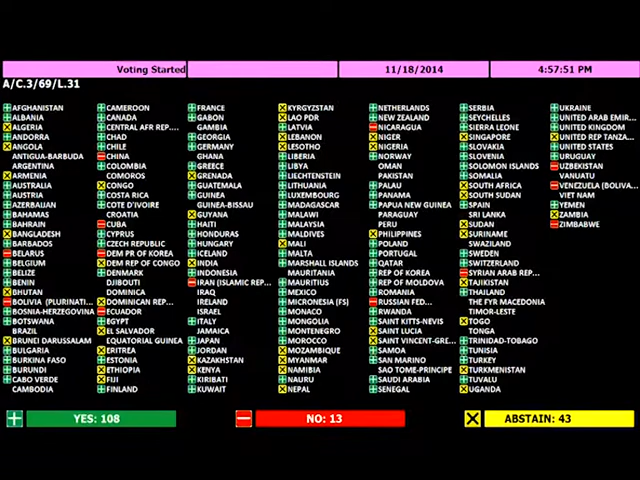 Voting Started 11/18/2014 4:57:51 PM
A/C.3/69/L.31
AFGHANISTAN
ALBANIA
ALGERIA
ANDORRA
ANGOLA
ANTIGUA-BARBUDA
ARGENTINA
ARMENIA
AUSTRALIA
AUSTRIA
AZERBAIJAN
BAHAMAS
BAHRAIN
BANGLADESH
BARBADOS
BELARUS
BELGIUM
BELIZE
BENIN
BHUTAN
BOLIVIA (PLURINATI...
BOSNIA-HERZEGOVINA
BOTSWANA
BRAZIL
BRUNEI DARUSSALAM
BULGARIA
BURKINA FASO
BURUNDI
CABO VERDE
CAMBODIA
CAMEROON
CANADA
CENTRAL AFR REP....
CHAD
CHILE
CHINA
COLOMBIA
COMOROS
CONGO
COSTA RICA
COTE D'IVOIRE
CROATIA
CUBA
CYPRUS
CZECH REPUBLIC
DEM PR OF KOREA
DEM REP OF CONGO
DENMARK
DJIBOUTI
DOMINICA
DOMINICAN REP...
ECUADOR
EGYPT
EL SALVADOR
EQUATORIAL GUINEA
ERITREA
ESTONIA
ETHIOPIA
FIJI
FINLAND
FRANCE
GABON
GAMBIA
GEORGIA
GERMANY
GHANA
GREECE
GRENADA
GUATEMALA
GUINEA
GUINEA-BISSAU
GUYANA
HAITI
HONDURAS
HUNGARY
ICELAND
INDIA
INDONESIA
IRAN (ISLAMIC REP...
IRAQ
IRELAND
ISRAEL
ITALY
JAMAICA
JAPAN
JORDAN
KAZAKHSTAN
KENYA
KIRIBATI
KUWAIT
KYRGYZSTAN
LAO PDR
LATVIA
LEBANON
LESOTHO
LIBERIA
LIBYA
LIECHTENSTEIN
LITHUANIA
LUXEMBOURG
MADAGASCAR
MALAWI
MALAYSIA
MALDIVES
MALI
MALTA
MARSHALL ISLANDS
MAURITANIA
MAURITIUS
MEXICO
MICRONESIA (FS)
MONACO
MONGOLIA
MONTENEGRO
MOROCCO
MOZAMBIQUE
MYANMAR
NAMIBIA
NAURU
NEPAL
NETHERLANDS
NEW ZEALAND
NICARAGUA
NIGER
NIGERIA
NORWAY
OMAN
PAKISTAN
PALAU
PANAMA
PAPUA NEW GUINEA
PARAGUAY
PERU
PHILIPPINES
POLAND
PORTUGAL
QATAR
REP OF KOREA
REP OF MOLDOVA
ROMANIA
RUSSIAN FED...
RWANDA
SAINT KITTS-NEVIS
SAINT LUCIA
SAINT VINCENT-GRE...
SAMOA
SAN MARINO
SAO TOME-PRINCIPE
SAUDI ARABIA
SENEGAL
SERBIA
SEYCHELLES
SIERRA LEONE
SINGAPORE
SLOVAKIA
SLOVENIA
SOLOMON ISLANDS
SOMALIA
SOUTH AFRICA
SOUTH SUDAN
SPAIN
SRI LANKA
SUDAN
SURINAME
SWAZILAND
SWEDEN
SWITZERLAND
SYRIAN ARAB REP...
TAJIKISTAN
THAILAND
THE FYR MACEDONIA
TIMOR-LESTE
TOGO
TONGA
TRINIDAD-TOBAGO
TUNISIA
TURKEY
TURKMENISTAN
TUVALU
UGANDA
UKRAINE
UNITED ARAB EMIR...
UNITED KINGDOM
UNITED REP TANZ...
UNITED STATES
URUGUAY
UZBEKISTAN
VANUATU
VENEZUELA (BOLIVA...
VIET NAM
YEMEN
ZAMBIA
ZIMBABWE
YES: 108 NO: 13 ABSTAIN: 43